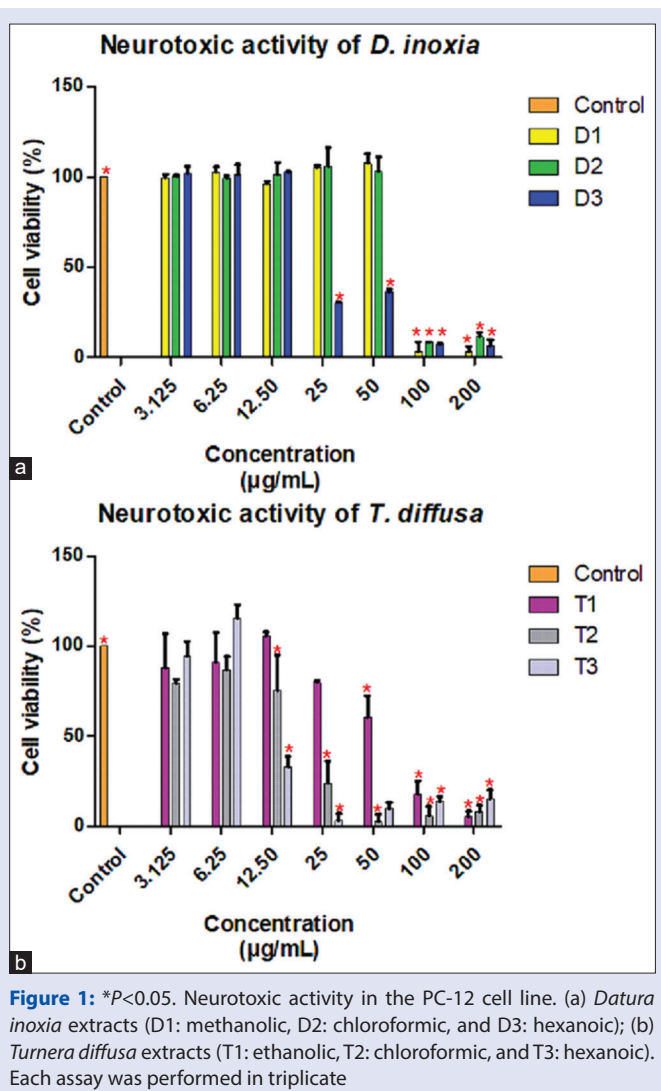 Neurotoxic activity of D. inoxia
150
100
50
0
Cell viability (%)
* * * * * * * * *
Control
D1
D2
D3
Control 3.125 6.25 12.50 25 50 100 200
Concentration
(µg/mL)
a
Neurotoxic activity of T. diffusa
150
100
50
0
Cell viability (%)
* * * * * * * * * * * * *
Control
T1
T2
T3
Control 3.125 6.25 12.50 25 50 100 200
Concentration
(µg/mL)
b
Figure 1: *P<0.05. Neurotoxic activity in the PC-12 cell line. (a) Datura
inoxia extracts (D1: methanolic, D2: chloroformic, and D3: hexanoic); (b)
Turnera diffusa extracts (T1: ethanolic, T2: chloroformic, and T3: hexanoic).
Each assay was performed in triplicate